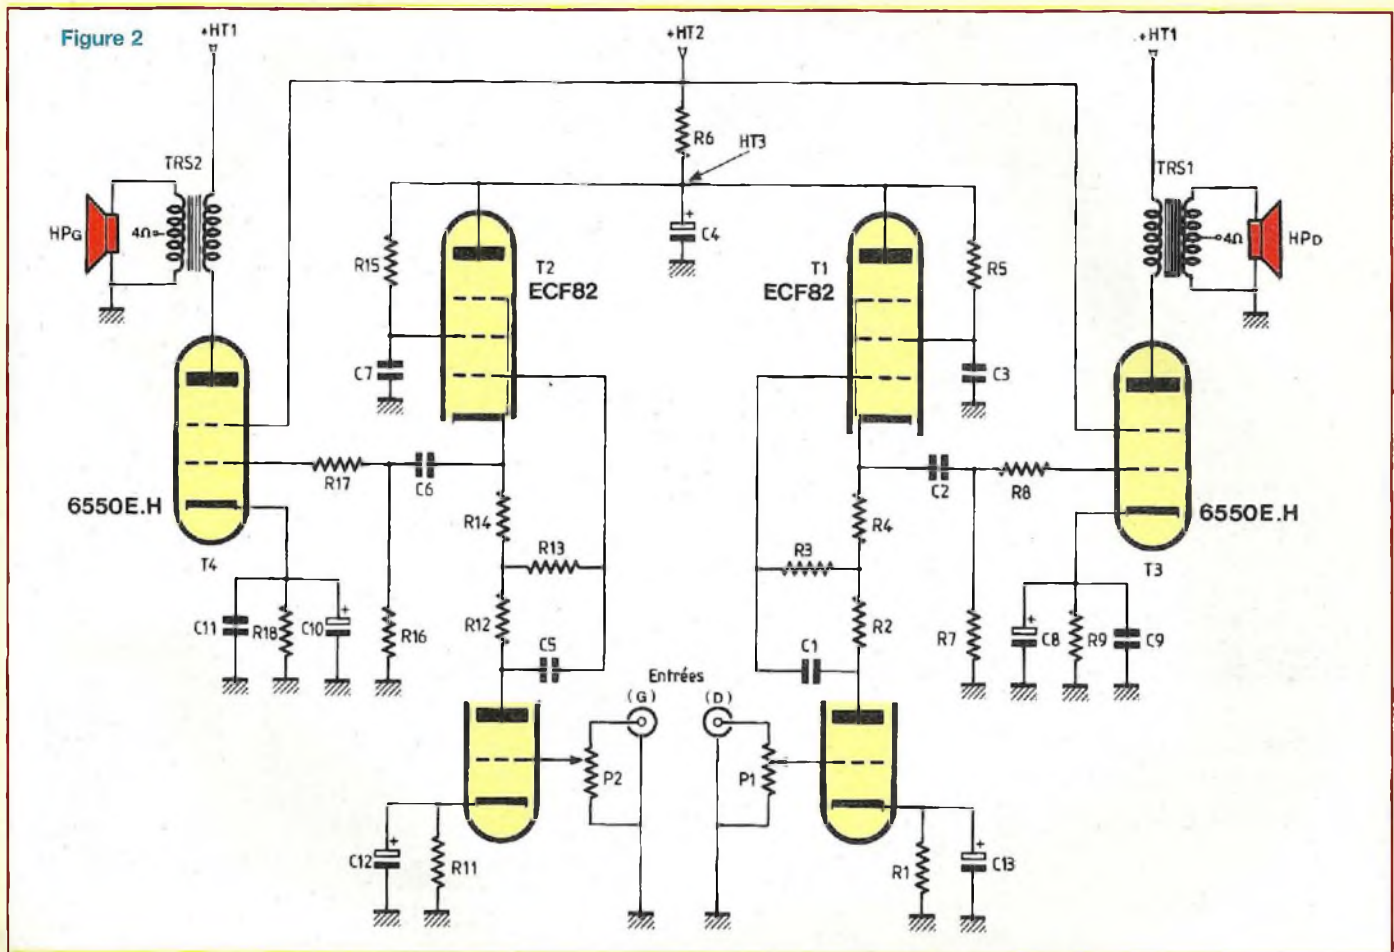 Figure 2
+HT1
+HT2
+HT1
R6
HT3
TRS2
TRS1
HPG
4Ω
R15
T2
ECF82
C4
T1
ECF82
R5
4Ω
HPD
C7
C3
R17
C6
C2
R8
6550E.H
6550E.H
T4
R14
R13
R3
R4
T3
C11
R18
C10
R16
R12
C5
C1
R2
R7
C8
R9
C9
Entrées
(G)
(D)
P2
P1
C12
R11
R1
C13